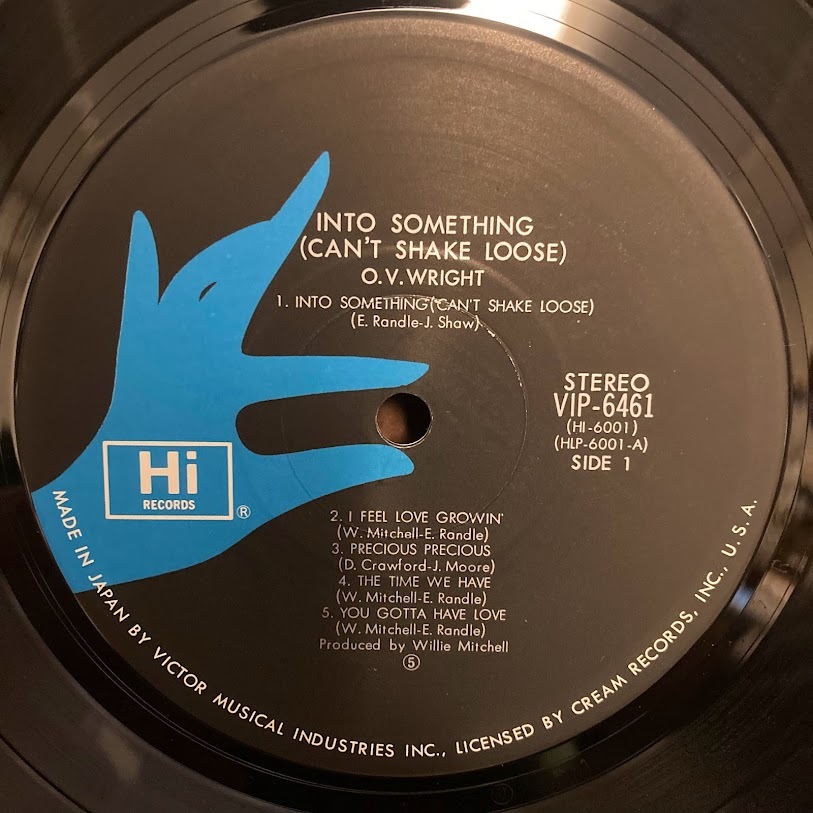 INTO SOMETHING
(CAN'T SHAKE LOOSE)
O.V.WRIGHT
1. INTO SOMETHING(CAN'T SHAKE LOOSE)
(E. Randle-J. Shaw)
STEREO
VIP-6461
(HI-6001)
(HLP-6001-A)
SIDE 1
Hi
RECORDS
®
2. I FEEL LOVE GROWIN'
(W. Mitchell-E. Randle)
3. PRECIOUS PRECIOUS
(D. Crawford-J. Moore)
4. THE TIME WE HAVE
(W. Mitchell-E. Randle)
5. YOU GOTTA HAVE LOVE
(W. Mitchell-E. Randle)
Produced by Willie Mitchell
⑤
MADE IN JAPAN BY VICTOR MUSICAL INDUSTRIES INC., LICENSED BY CREAM RECORDS, INC., U.S.A.